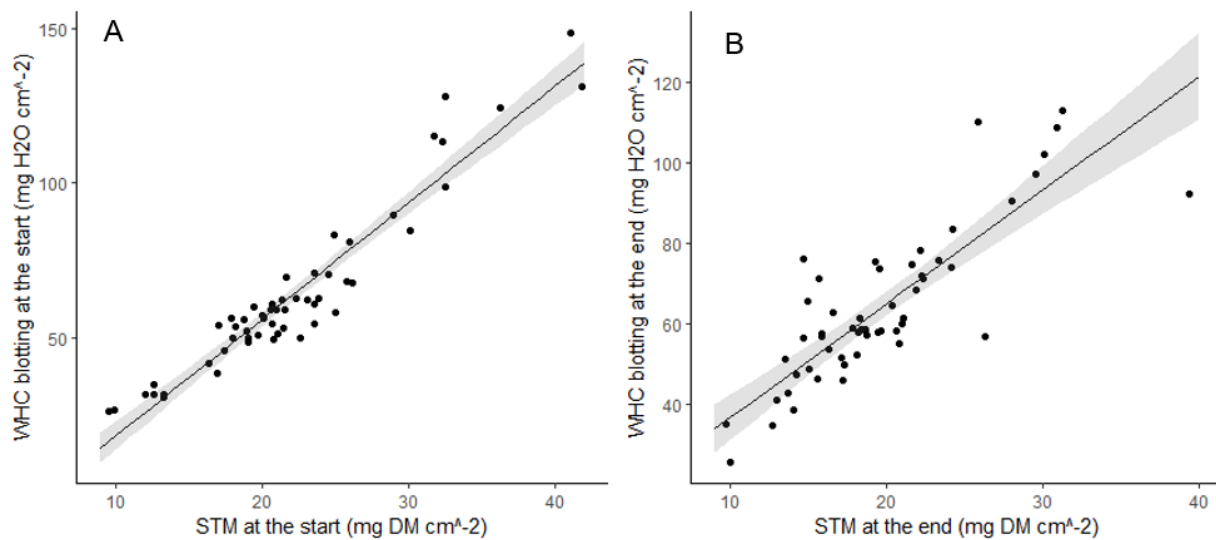 A
WHC blotting at the start (mg H2O cm^-2)
150
100
50
10 20 30 40
STM at the start (mg DM cm^-2)
B
WHC blotting at the end (mg H2O cm^-2)
120
100
80
60
40
10 20 30 40
STM at the end (mg DM cm^-2)